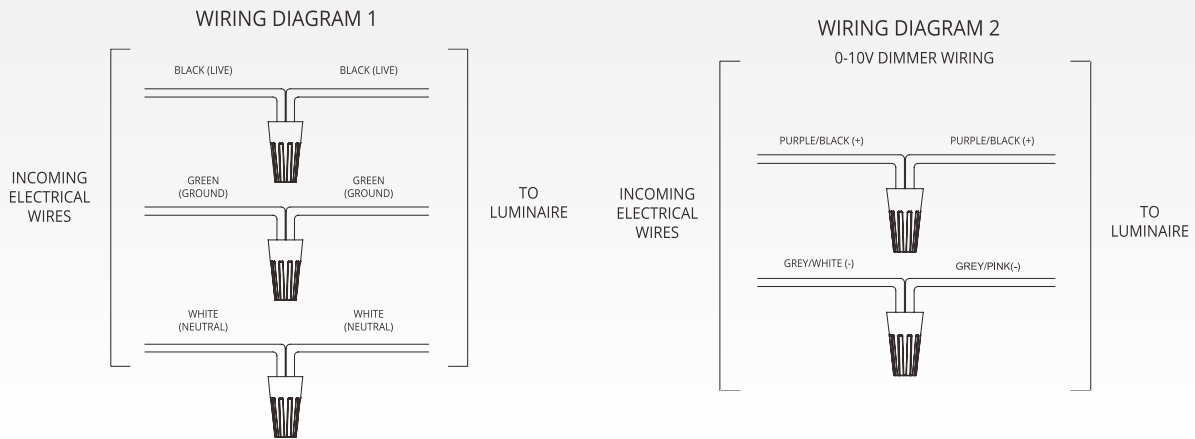 WIRING DIAGRAM 1
BLACK (LIVE)
BLACK (LIVE)
INCOMING
ELECTRICAL
WIRES
GREEN
(GROUND)
GREEN
(GROUND)
TO
LUMINAIRE
WHITE
(NEUTRAL)
WHITE
(NEUTRAL)
WIRING DIAGRAM 2
0-10V DIMMER WIRING
PURPLE/BLACK (+)
PURPLE/BLACK (+)
INCOMING
ELECTRICAL
WIRES
TO
LUMINAIRE
GREY/WHITE (-)
GREY/PINK(-)